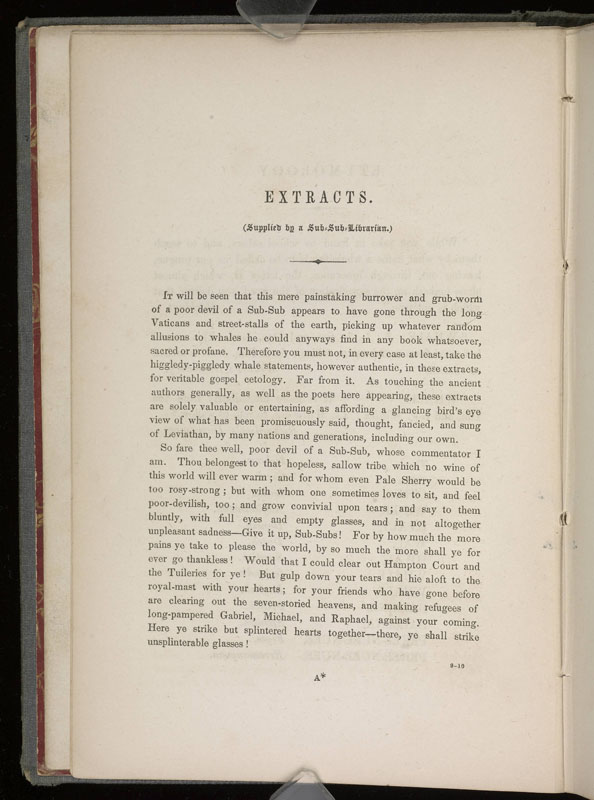 EXTRACTS.
(Supplied by a Sub-Sub-Librarian.)
IT will be seen that this mere painstaking burrower and grub-worm
of a poor devil of a Sub-Sub appears to have gone through the long
Vaticans and street-stalls of the earth, picking up whatever random
allusions to whales he could anyways find in any book whatsoever,
sacred or profane. Therefore you must not, in every case at least, take the
higgledy-piggledy whale statements, however authentic, in these extracts,
for veritable gospel cetology. Far from it. As touching the ancient
authors generally, as well as the poets here appearing, these extracts
are solely valuable or entertaining, as affording a glancing bird's eye
view of what has been promiscuously said, thought, fancied, and sung
of Leviathan, by many nations and generations, including our own.
So fare thee well, poor devil of a Sub-Sub, whose commentator I
am. Thou belongest to that hopeless, sallow tribe which no wine of
this world will ever warm; and for whom even Pale Sherry would be
too rosy-strong; but with whom one sometimes loves to sit, and feel
poor-devilish, too; and grow convivial upon tears; and say to them
bluntly, with full eyes and empty glasses, and in not altogether
unpleasant sadness—Give it up, Sub-Subs! For by how much the more
pains ye take to please the world, by so much the more shall ye for
ever go thankless! Would that I could clear out Hampton Court and
the Tuileries for ye! But gulp down your tears and hie aloft to the
royal-mast with your hearts; for your friends who have gone before
are clearing out the seven-storied heavens, and making refugees of
long-pampered Gabriel, Michael, and Raphael, against your coming.
Here ye strike but splintered hearts together—there, ye shall strike
unsplinterable glasses!
9-10
A*